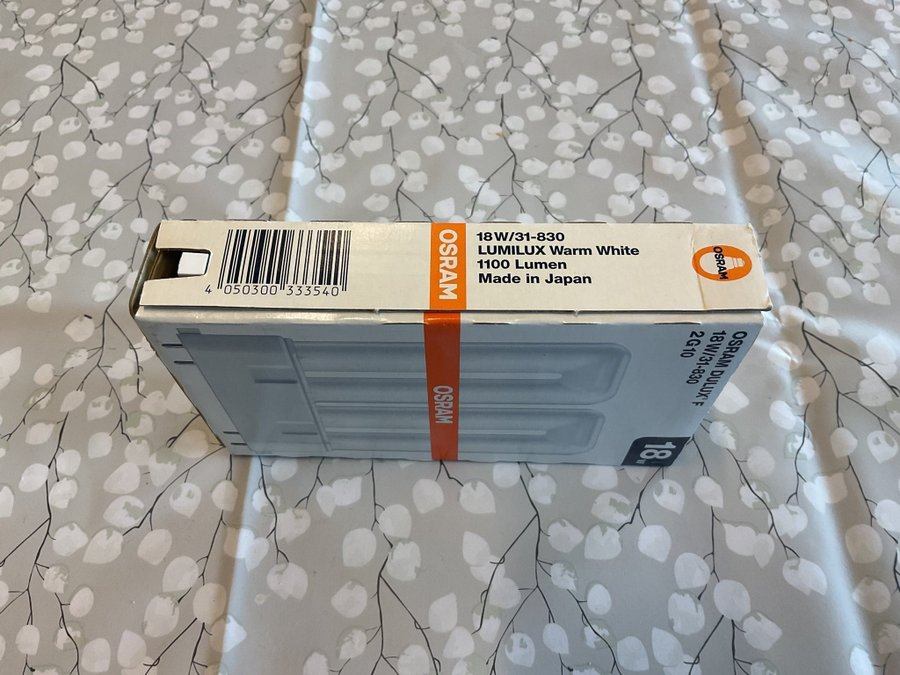 4 050300 333540
OSRAM
18W/31-830
LUMILUX Warm White
1100 Lumen
Made in Japan
OSRAM
OSRAM
OSRAM DULUX® F
18W/31-830
2G10
18W